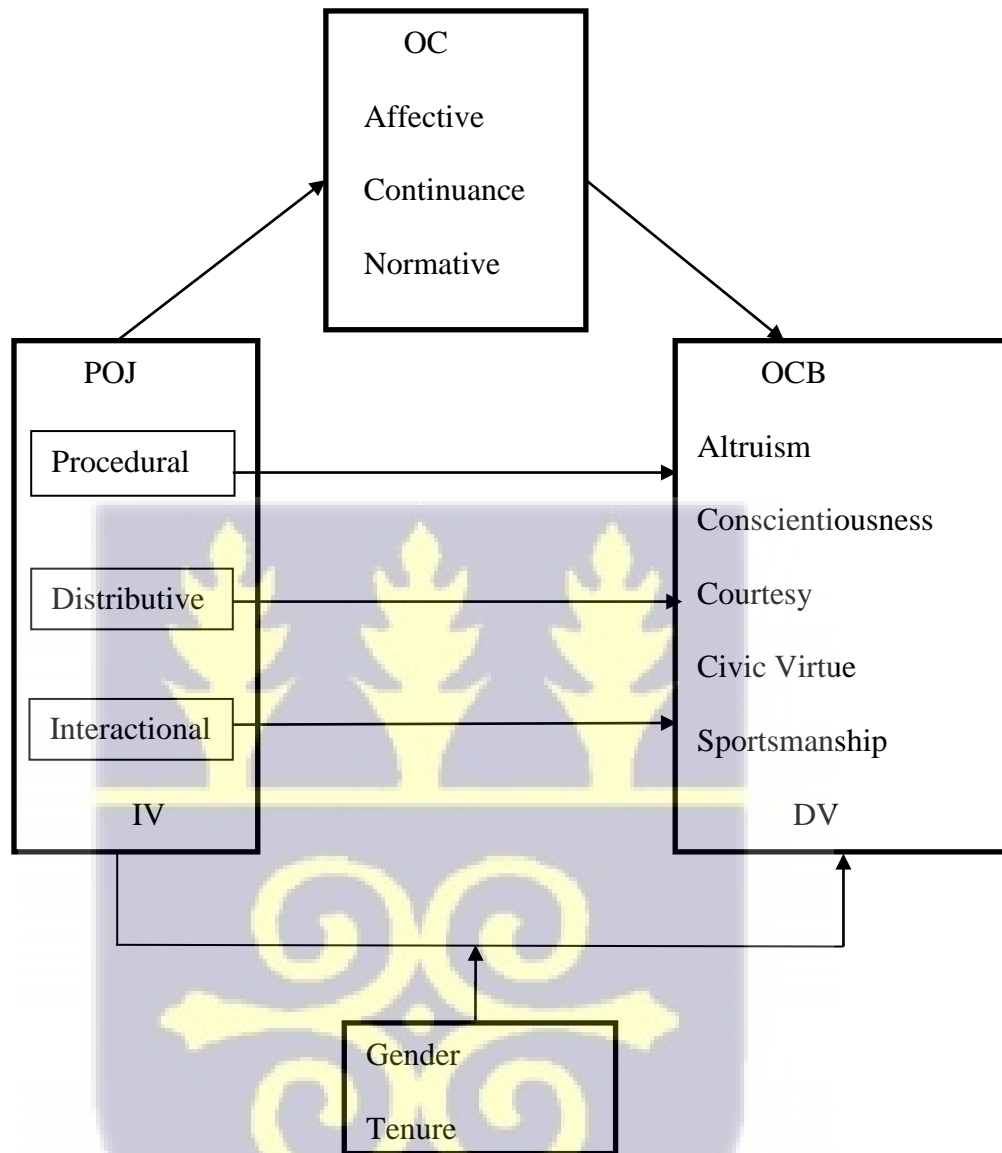 OC
Affective
Continuance
Normative
POJ
Procedural
Distributive
Interactional
IV
OCB
Altruism
Conscientiousness
Courtesy
Civic Virtue
Sportsmanship
DV
Gender
Tenure